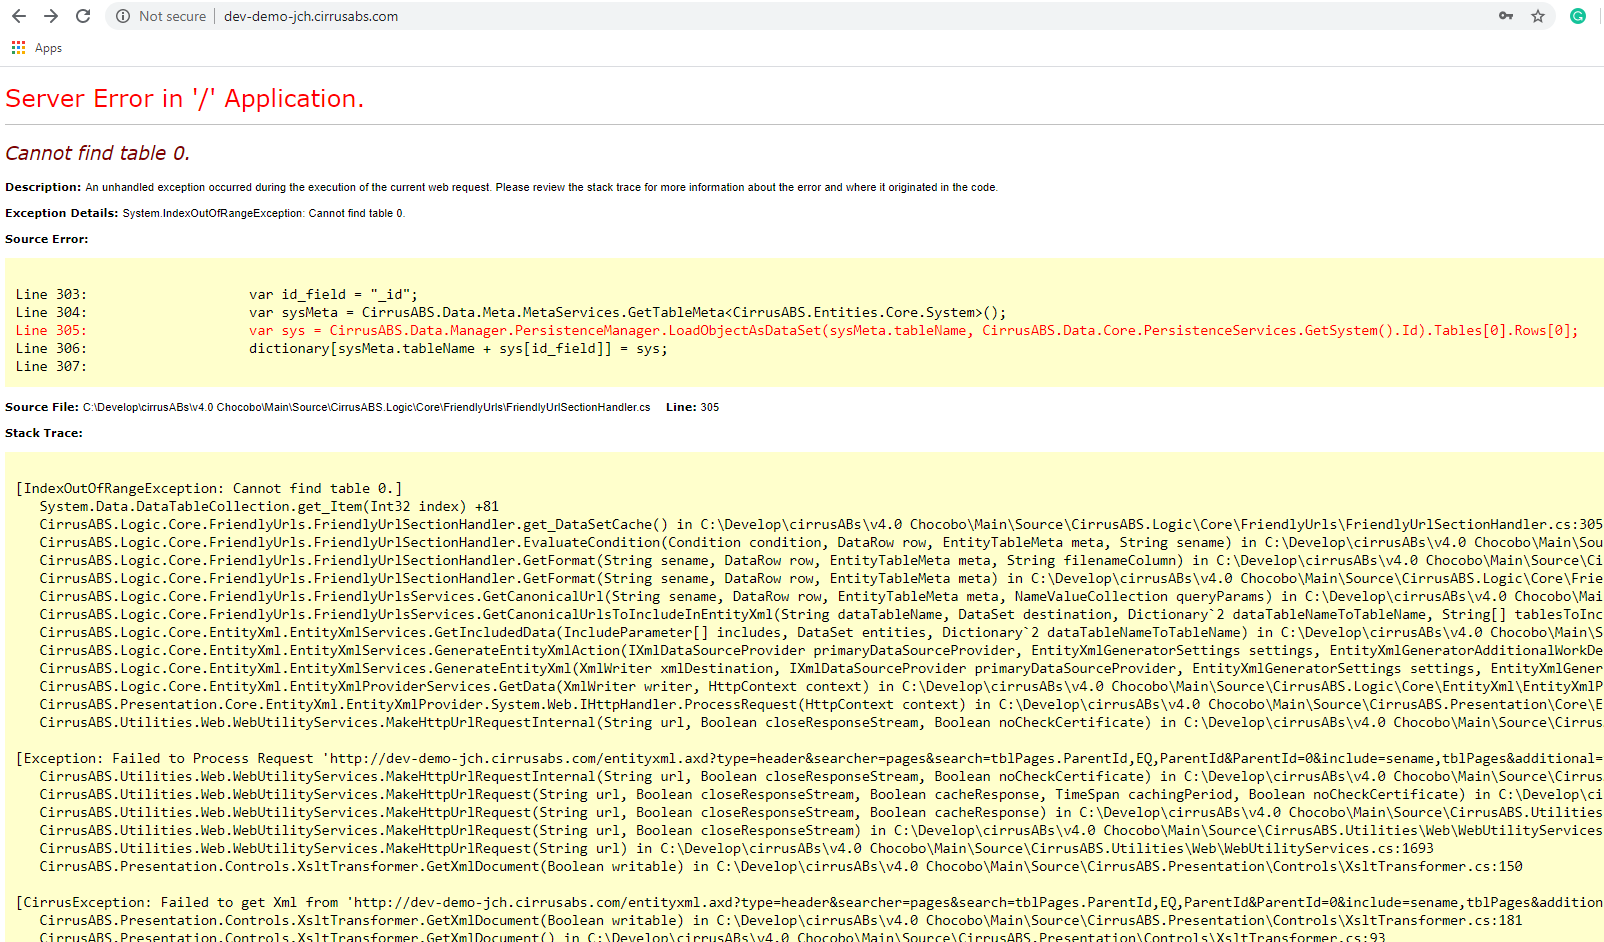 Not secure | dev-demo-jch.cirrusabs.com
Apps
Server Error in '/' Application.
Cannot find table 0.
Description: An unhandled exception occurred during the execution of the current web request. Please review the stack trace for more information about the error and where it originated in the code.
Exception Details: System.IndexOutOfRangeException: Cannot find table 0.
Source Error:
Line 303: var id_field = "_id";
Line 304: var sysMeta = CirrusABS.Data.Meta.MetaServices.GetTableMeta<CirrusABS.Entities.Core.System>();
Line 305: var sys = CirrusABS.Data.Manager.PersistenceManager.LoadObjectAsDataSet(sysMeta.tableName, CirrusABS.Data.Core.PersistenceServices.GetSystem().Id).Tables[0].Rows[0];
Line 306: dictionary[sysMeta.tableName + sys[id_field]] = sys;
Line 307:
Source File: C:\Develop\cirrusABs\v4.0 Chocobo\Main\Source\CirrusABS.Logic\Core\FriendlyUrls\FriendlyUrlSectionHandler.cs Line: 305
Stack Trace:
[IndexOutOfRangeException: Cannot find table 0.]
System.Data.DataTableCollection.get_Item(Int32 index) +81
CirrusABS.Logic.Core.FriendlyUrls.FriendlyUrlSectionHandler.get_DataSetCache() in C:\Develop\cirrusABs\v4.0 Chocobo\Main\Source\CirrusABS.Logic\Core\FriendlyUrls\FriendlyUrlSectionHandler.cs:305
CirrusABS.Logic.Core.FriendlyUrls.FriendlyUrlSectionHandler.EvaluateCondition(Condition condition, DataRow row, EntityTableMeta meta, String sename) in C:\Develop\cirrusABs\v4.0 Chocobo\Main\Sou
CirrusABS.Logic.Core.FriendlyUrls.FriendlyUrlSectionHandler.GetFormat(String sename, DataRow row, EntityTableMeta meta, String filenameColumn) in C:\Develop\cirrusABs\v4.0 Chocobo\Main\Source\Ci
CirrusABS.Logic.Core.FriendlyUrls.FriendlyUrlSectionHandler.GetFormat(String sename, DataRow row, EntityTableMeta meta) in C:\Develop\cirrusABs\v4.0 Chocobo\Main\Source\CirrusABS.Logic\Core\Frie
CirrusABS.Logic.Core.FriendlyUrls.FriendlyUrlsServices.GetCanonicalUrl(String sename, DataRow row, EntityTableMeta meta, NameValueCollection queryParams) in C:\Develop\cirrusABs\v4.0 Chocobo\Mai
CirrusABS.Logic.Core.FriendlyUrls.FriendlyUrlsServices.GetCanonicalUrlsToIncludeInEntityXml(String dataTableName, DataSet destination, Dictionary`2 dataTableNameToTableName, String[] tablesToInc
CirrusABS.Logic.Core.EntityXml.EntityXmlServices.GetIncludedData(IncludeParameter[] includes, DataSet entities, Dictionary`2 dataTableNameToTableName) in C:\Develop\cirrusABs\v4.0 Chocobo\Main\S
CirrusABS.Logic.Core.EntityXml.EntityXmlServices.GenerateEntityXmlAction(IXmlDataSourceProvider primaryDataSourceProvider, EntityXmlGeneratorSettings settings, EntityXmlGeneratorAdditionalWorkDe
CirrusABS.Logic.Core.EntityXml.EntityXmlServices.GenerateEntityXml(XmlWriter xmlDestination, IXmlDataSourceProvider primaryDataSourceProvider, EntityXmlGeneratorSettings settings, EntityXmlGener
CirrusABS.Logic.Core.EntityXml.EntityXmlProviderServices.GetData(XmlWriter writer, HttpContext context) in C:\Develop\cirrusABs\v4.0 Chocobo\Main\Source\CirrusABS.Logic\Core\EntityXml\EntityXmlP
CirrusABS.Presentation.Core.EntityXml.EntityXmlProvider.System.Web.IHttpHandler.ProcessRequest(HttpContext context) in C:\Develop\cirrusABs\v4.0 Chocobo\Main\Source\CirrusABS.Presentation\Core\E
CirrusABS.Utilities.Web.WebUtilityServices.MakeHttpUrlRequestInternal(String url, Boolean closeResponseStream, Boolean noCheckCertificate) in C:\Develop\cirrusABs\v4.0 Chocobo\Main\Source\Cirrus
[Exception: Failed to Process Request 'http://dev-demo-jch.cirrusabs.com/entityxml.axd?type=header&searcher=pages&search=tblPages.ParentId,EQ,ParentId&ParentId=0&include=sename,tblPages&additional=
CirrusABS.Utilities.Web.WebUtilityServices.MakeHttpUrlRequestInternal(String url, Boolean closeResponseStream, Boolean noCheckCertificate) in C:\Develop\cirrusABs\v4.0 Chocobo\Main\Source\Cirrus
CirrusABS.Utilities.Web.WebUtilityServices.MakeHttpUrlRequest(String url, Boolean closeResponseStream, Boolean cacheResponse, TimeSpan cachingPeriod, Boolean noCheckCertificate) in C:\Develop\ci
CirrusABS.Utilities.Web.WebUtilityServices.MakeHttpUrlRequest(String url, Boolean closeResponseStream, Boolean cacheResponse) in C:\Develop\cirrusABs\v4.0 Chocobo\Main\Source\CirrusABS.Utilities
CirrusABS.Utilities.Web.WebUtilityServices.MakeHttpUrlRequest(String url, Boolean closeResponseStream) in C:\Develop\cirrusABs\v4.0 Chocobo\Main\Source\CirrusABS.Utilities\Web\WebUtilityServices
CirrusABS.Utilities.Web.WebUtilityServices.MakeHttpUrlRequest(String url) in C:\Develop\cirrusABs\v4.0 Chocobo\Main\Source\CirrusABS.Utilities\Web\WebUtilityServices.cs:1693
CirrusABS.Presentation.Controls.XsltTransformer.GetXmlDocument(Boolean writable) in C:\Develop\cirrusABs\v4.0 Chocobo\Main\Source\CirrusABS.Presentation\Controls\XsltTransformer.cs:150
[CirrusException: Failed to get Xml from 'http://dev-demo-jch.cirrusabs.com/entityxml.axd?type=header&searcher=pages&search=tblPages.ParentId,EQ,ParentId&ParentId=0&include=sename,tblPages&addition
CirrusABS.Presentation.Controls.XsltTransformer.GetXmlDocument(Boolean writable) in C:\Develop\cirrusABs\v4.0 Chocobo\Main\Source\CirrusABS.Presentation\Controls\XsltTransformer.cs:181
CirrusABS.Presentation.Controls.XsltTransformer.GetXmlDocument() in C:\Develop\cirrusABs\v4.0 Chocobo\Main\Source\CirrusABS.Presentation\Controls\XsltTransformer.cs:93